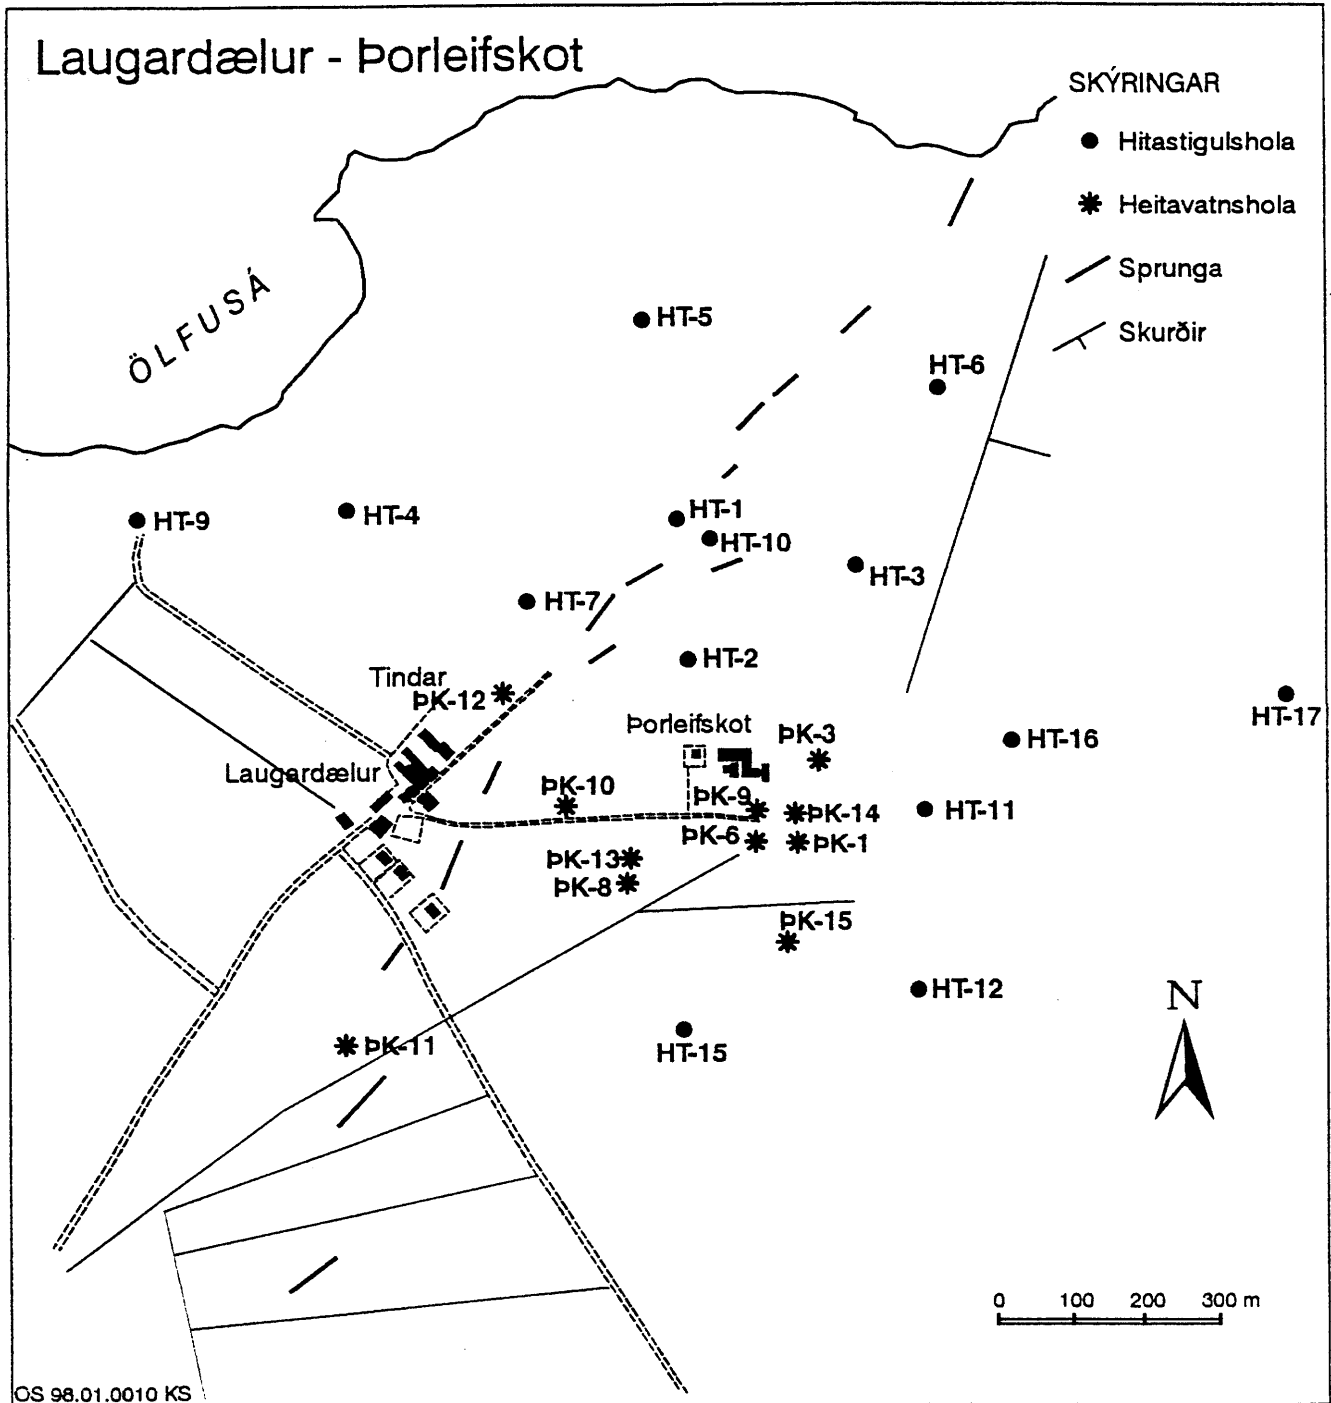 Laugardælur - Þorleifskot
SKÝRINGAR
Hitastigulshola
Heitavatnshola
Sprunga
Skurðir
ÖLFUSÁ
HT-5
HT-6
HT-9
HT-4
HT-1
HT-10
HT-3
HT-7
HT-2
Tindar
ÞK-12
HT-17
Þorleifskot
ÞK-3
HT-16
Laugardælur
ÞK-10
ÞK-9
ÞK-14
HT-11
ÞK-6
ÞK-1
ÞK-13
ÞK-8
ÞK-15
HT-12
N
ÞK-11
HT-15
0 100 200 300 m
OS 98.01.0010 KS